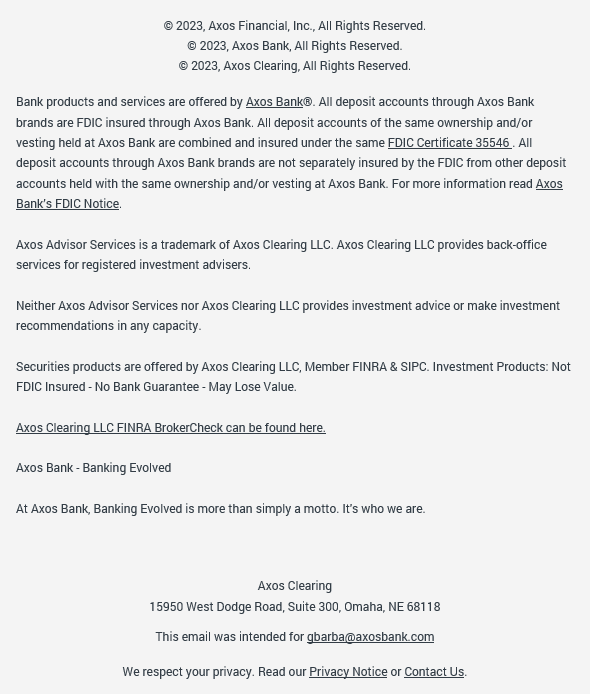 © 2023, Axos Financial, Inc., All Rights Reserved.
© 2023, Axos Bank, All Rights Reserved.
© 2023, Axos Clearing, All Rights Reserved.
Bank products and services are offered by Axos Bank®. All deposit accounts through Axos Bank
brands are FDIC insured through Axos Bank. All deposit accounts of the same ownership and/or
vesting held at Axos Bank are combined and insured under the same FDIC Certificate 35546 . All
deposit accounts through Axos Bank brands are not separately insured by the FDIC from other deposit
accounts held with the same ownership and/or vesting at Axos Bank. For more information read Axos
Bank's FDIC Notice.
Axos Advisor Services is a trademark of Axos Clearing LLC. Axos Clearing LLC provides back-office
services for registered investment advisers.
Neither Axos Advisor Services nor Axos Clearing LLC provides investment advice or make investment
recommendations in any capacity.
Securities products are offered by Axos Clearing LLC, Member FINRA & SIPC. Investment Products: Not
FDIC Insured - No Bank Guarantee - May Lose Value.
Axos Clearing LLC FINRA BrokerCheck can be found here.
Axos Bank - Banking Evolved
At Axos Bank, Banking Evolved is more than simply a motto. It's who we are.
Axos Clearing
15950 West Dodge Road, Suite 300, Omaha, NE 68118
This email was intended for gbarba@axosbank.com
We respect your privacy. Read our Privacy Notice or Contact Us.